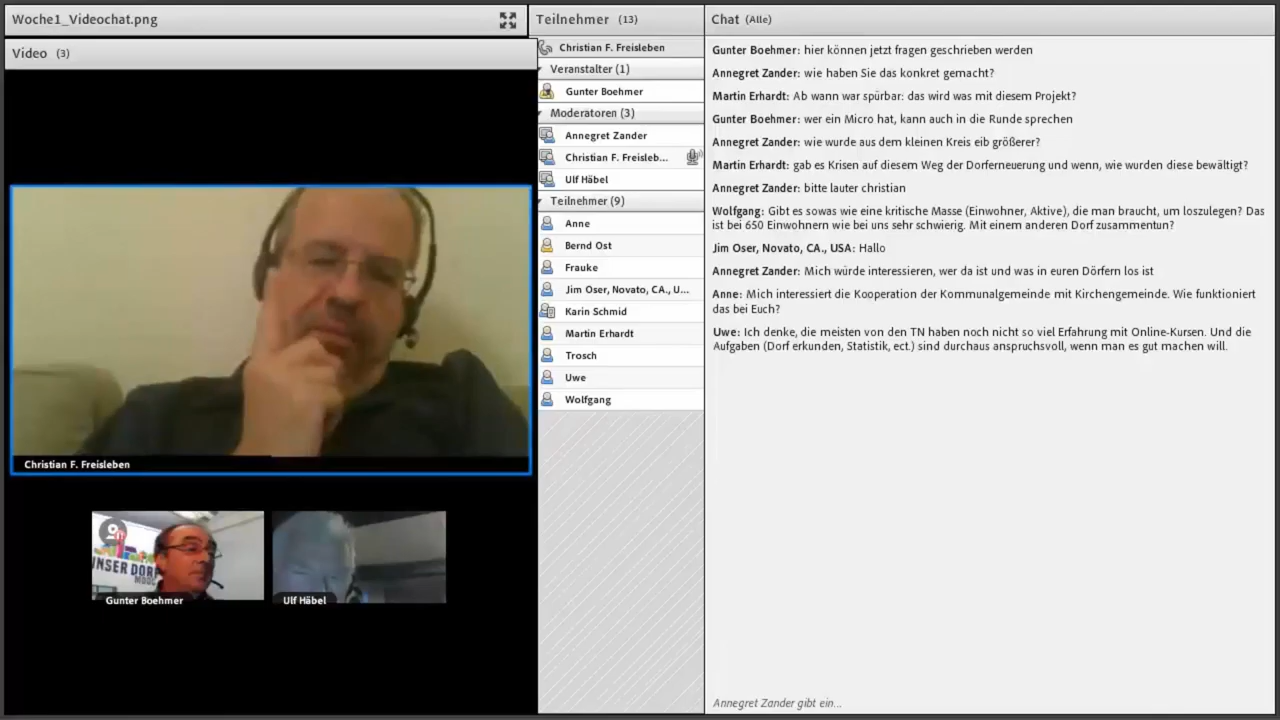 Woche1_Videochat.png
Video (3)
Christian F. Freisleben
UNSER DORF
MOOC
Gunter Boehmer
Ulf Häbel
Teilnehmer (13)
Christian F. Freisleben
Veranstalter (1)
Gunter Boehmer
Moderatoren (3)
Annegret Zander
Christian F. Freisleb...
Ulf Häbel
Teilnehmer (9)
Anne
Bernd Ost
Frauke
Jim Oser, Novato, CA., U...
Karin Schmid
Martin Erhardt
Trosch
Uwe
Wolfgang
Chat (Alle)
Gunter Boehmer: hier können jetzt fragen geschrieben werden
Annegret Zander: wie haben Sie das konkret gemacht?
Martin Erhardt: Ab wann war spürbar: das wird was mit diesem Projekt?
Gunter Boehmer: wer ein Micro hat, kann auch in die Runde sprechen
Annegret Zander: wie wurde aus dem kleinen Kreis eib größerer?
Martin Erhardt: gab es Krisen auf diesem Weg der Dorferneuerung und wenn, wie wurden diese bewältigt?
Annegret Zander: bitte lauter christian
Wolfgang: Gibt es sowas wie eine kritische Masse (Einwohner, Aktive), die man braucht, um loszulegen? Das
ist bei 650 Einwohnern wie bei uns sehr schwierig. Mit einem anderen Dorf zusammentun?
Jim Oser, Novato, CA., USA: Hallo
Annegret Zander: Mich würde interessieren, wer da ist und was in euren Dörfern los ist
Anne: Mich interessiert die Kooperation der Kommunalgemeinde mit Kirchengemeinde. Wie funktioniert
das bei Euch?
Uwe: Ich denke, die meisten von den TN haben noch nicht so viel Erfahrung mit Online-Kursen. Und die
Aufgaben (Dorf erkunden, Statistik, ect.) sind durchaus anspruchsvoll, wenn man es gut machen will.
Annegret Zander gibt ein...